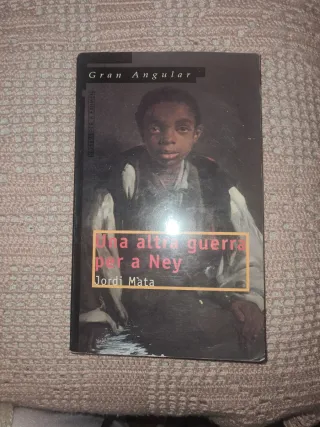 Gran Angular
Una altra guerra
per a Ney
Jordi Mata